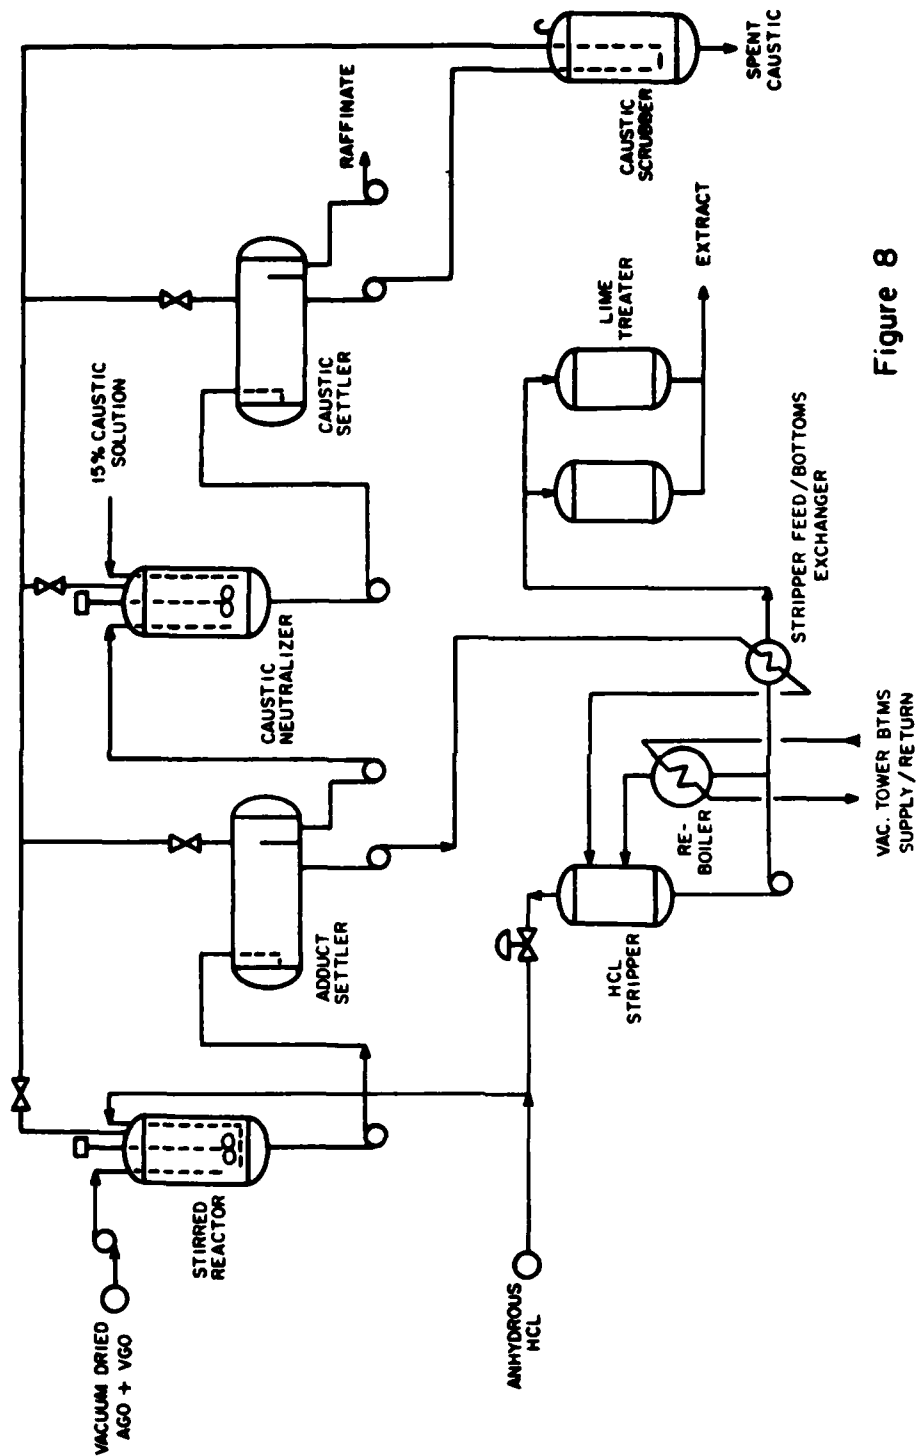 VACUUM DRIED
AGO + VGO
STIRRED
REACTOR
ADDUCT
SETTLER
CAUSTIC
NEUTRALIZER
15% CAUSTIC
SOLUTION
CAUSTIC
SETTLER
RAFFINATE
CAUSTIC
SCRUBBER
SPENT
CAUSTIC
ANHYDROUS
HCL
HCL
STRIPPER
RE-
BOILER
VAC. TOWER BTMS
SUPPLY/RETURN
STRIPPER FEED/BOTTOMS
EXCHANGER
LIME
TREATER
EXTRACT
Figure 8